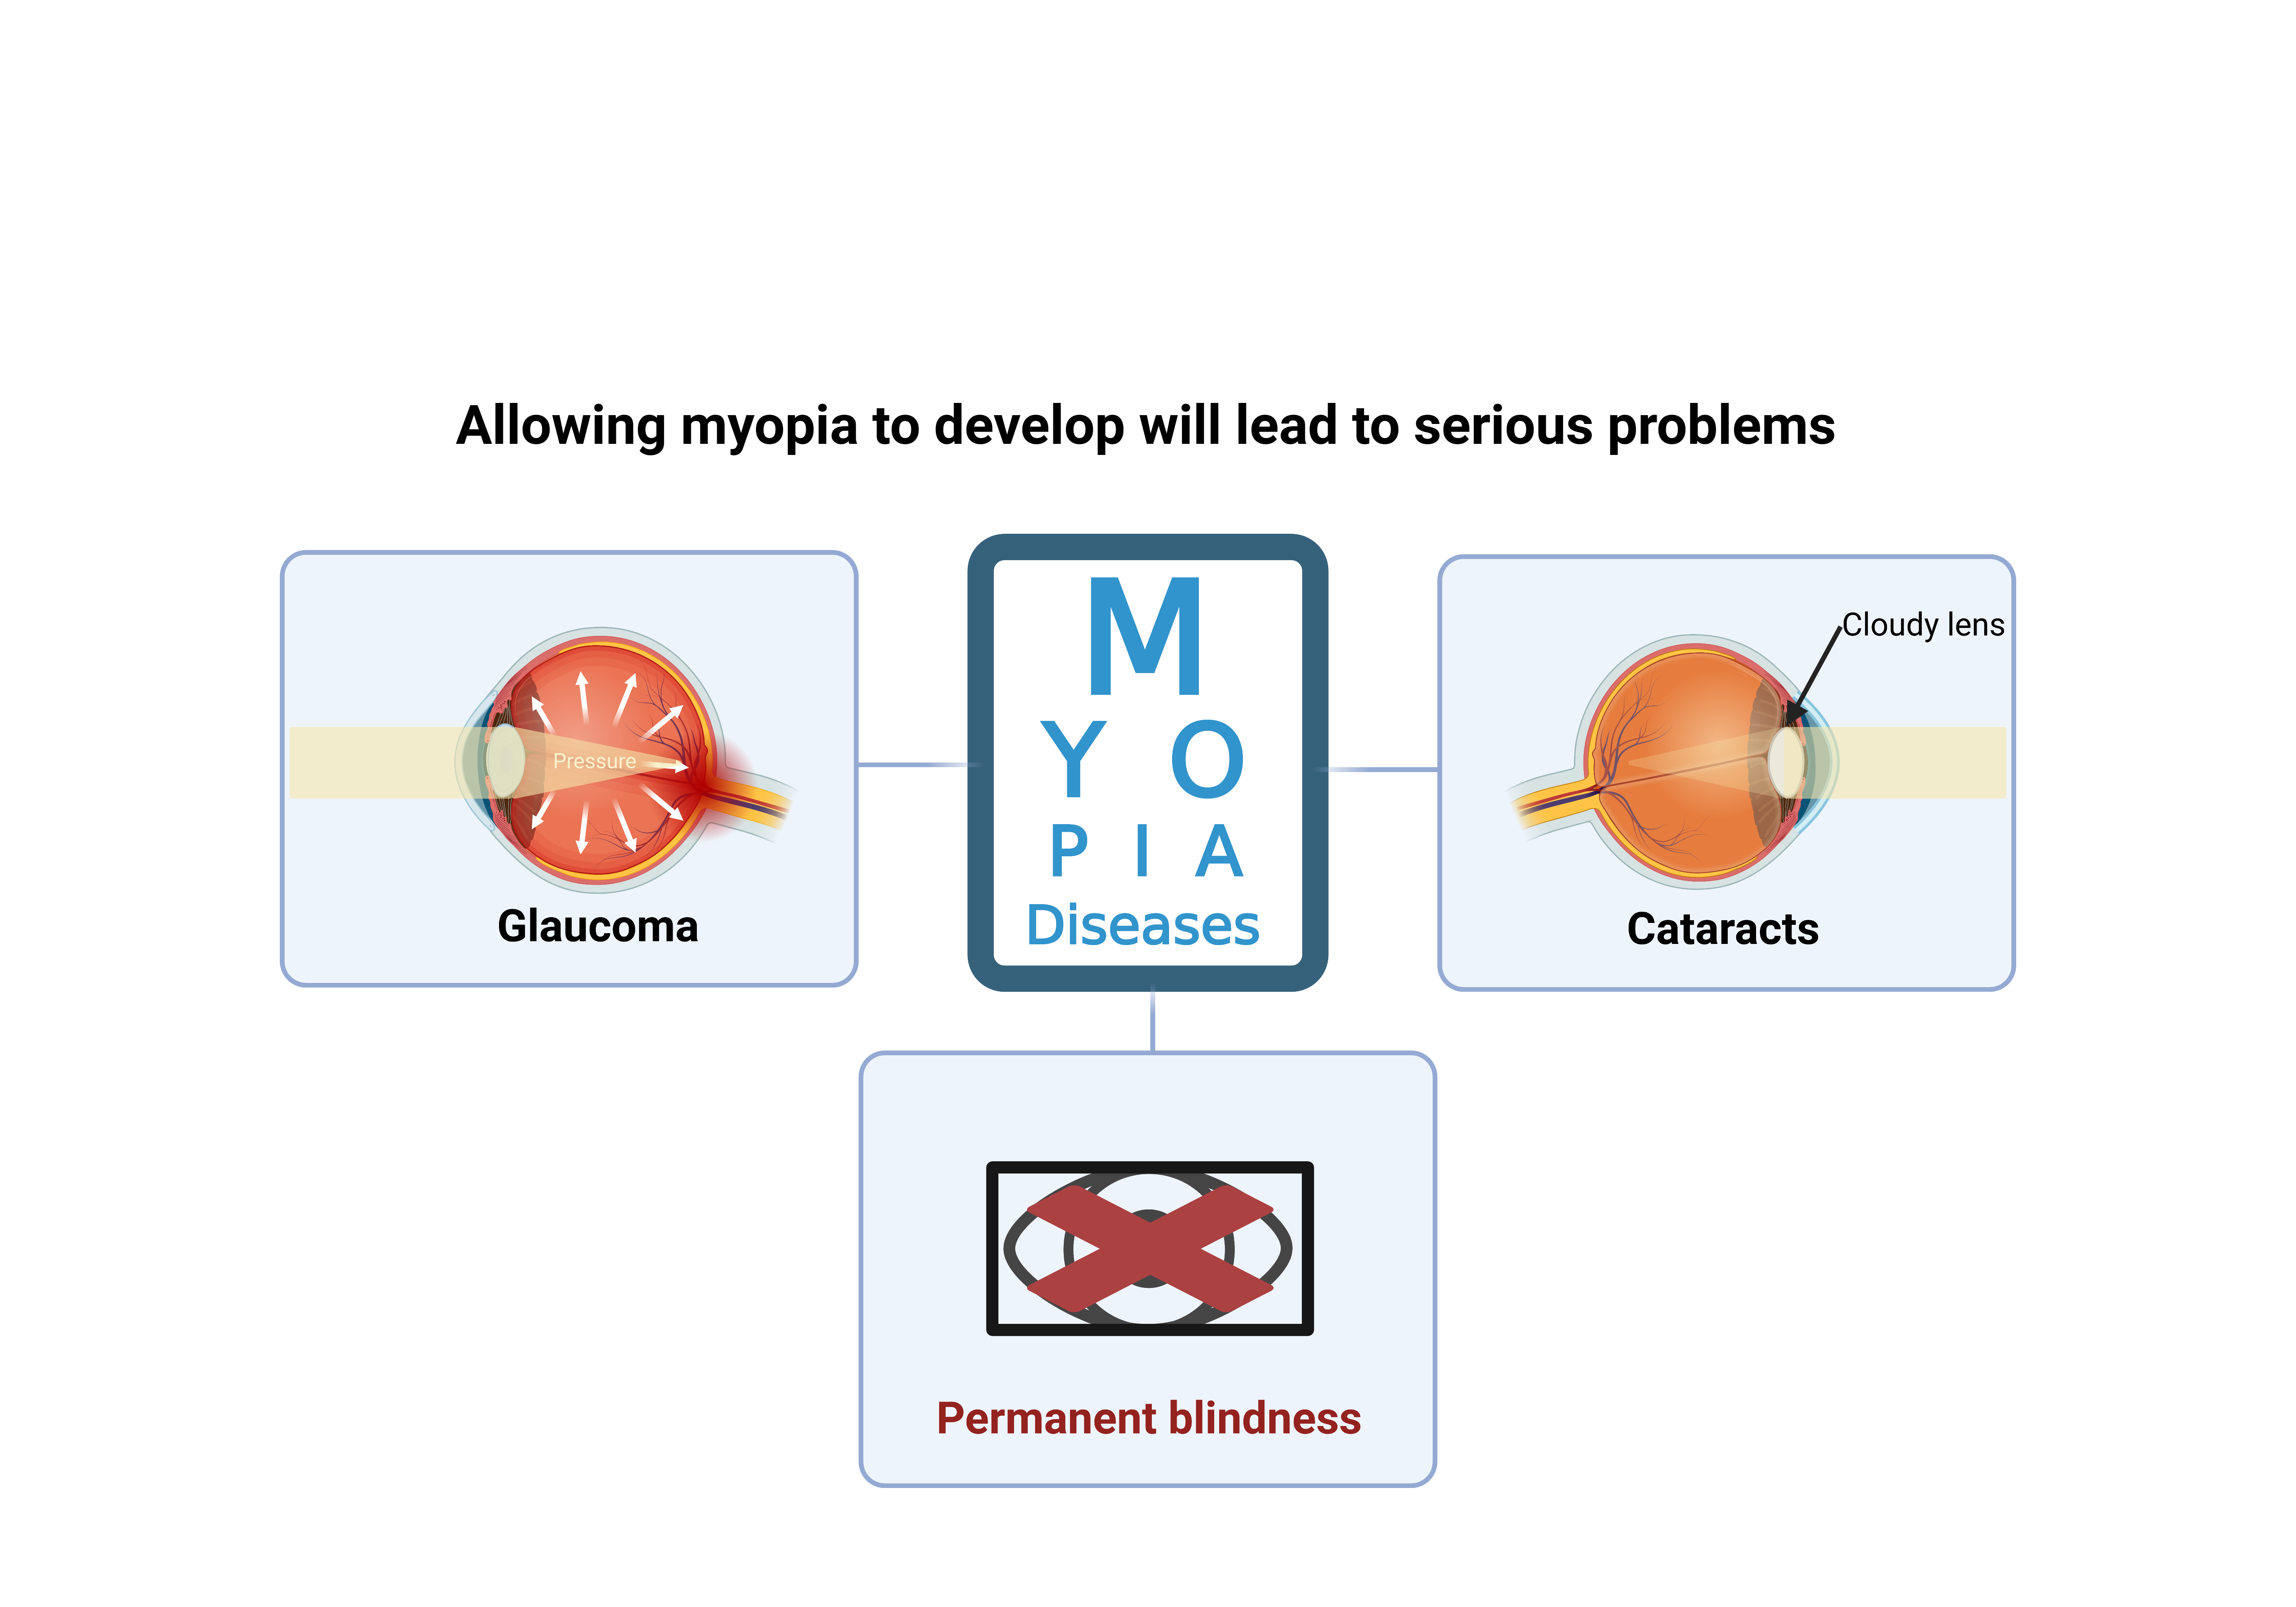 Allowing myopia to develop will lead to serious problems
Pressure
Glaucoma
M
Y O
P I A
Diseases
Cloudy lens
Cataracts
Permanent blindness